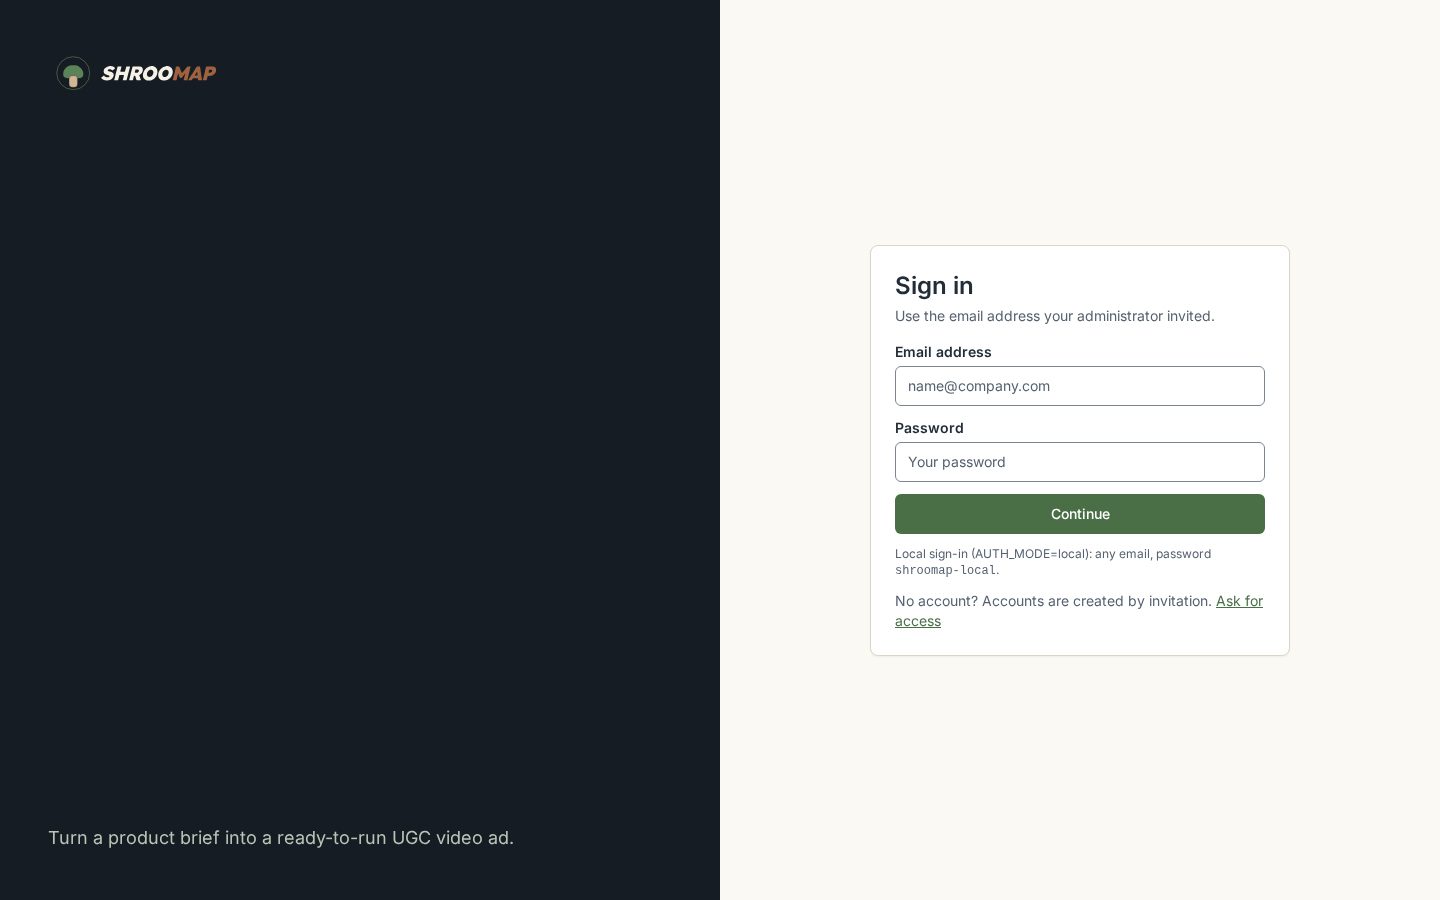 SHROOMAP
Turn a product brief into a ready-to-run UGC video ad.
Sign in
Use the email address your administrator invited.
Email address
name@company.com
Password
Your password
Continue
Local sign-in (AUTH_MODE=local): any email, password
shroomap-local.
No account? Accounts are created by invitation. Ask for
access